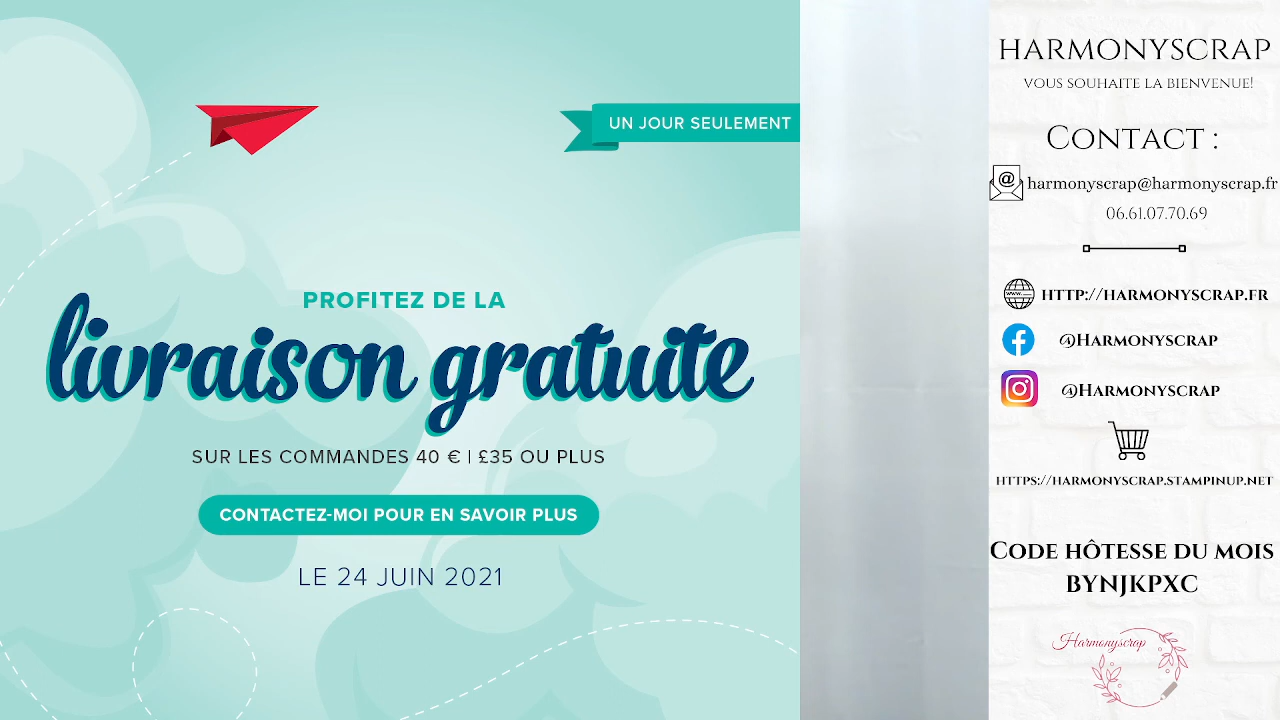 UN JOUR SEULEMENT
PROFITEZ DE LA
livraison gratuite
SUR LES COMMANDES 40 € | £35 OU PLUS
CONTACTEZ-MOI POUR EN SAVOIR PLUS
LE 24 JUIN 2021
HARMONYSCRAP
VOUS SOUHAITE LA BIENVENUE!
CONTACT :
@
harmonyscrap@harmonyscrap.fr
06.61.07.70.69
www.
HTTP://HARMONYSCRAP.FR
@HARMONYSCRAP
@HARMONYSCRAP
HTTPS://HARMONYSCRAP.STAMPINUP.NET
CODE HÔTESSE DU MOIS
BYNJKPXC
Harmonyscrap